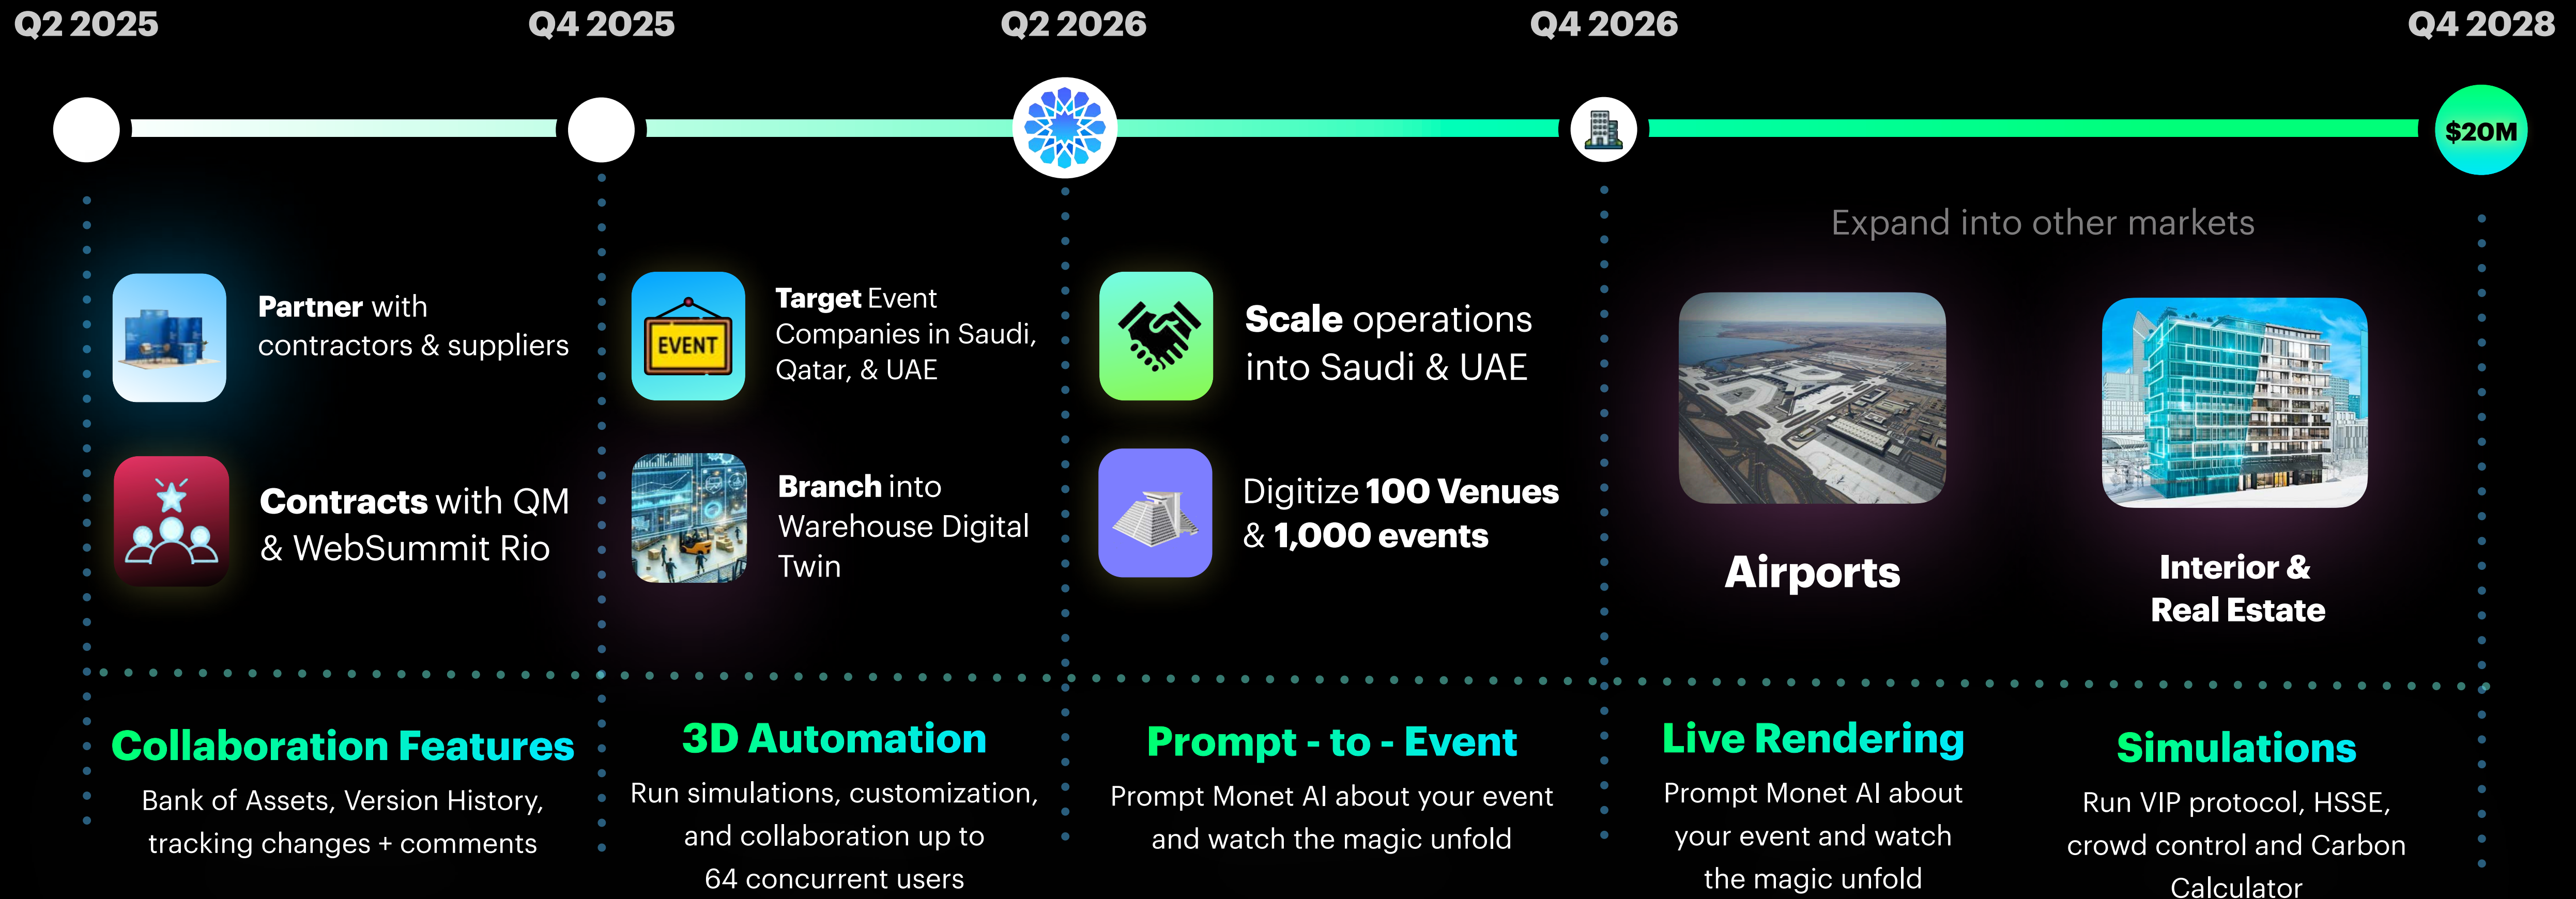 Q2 2025
Q4 2025
Q2 2026
Q4 2026
Q4 2028
$20M
Partner with
contractors & suppliers
Contracts with QM
& WebSummit Rio
EVENT
Target Event
Companies in Saudi,
Qatar, & UAE
Branch into
Warehouse Digital
Twin
Scale operations
into Saudi & UAE
Digitize 100 Venues
& 1,000 events
Expand into other markets
Airports
Interior &
Real Estate
Collaboration Features
Bank of Assets, Version History,
tracking changes + comments
3D Automation
Run simulations, customization,
and collaboration up to
64 concurrent users
Prompt - to - Event
Prompt Monet AI about your event
and watch the magic unfold
Live Rendering
Prompt Monet AI about
your event and watch
the magic unfold
Simulations
Run VIP protocol, HSSE,
crowd control and Carbon
Calculator